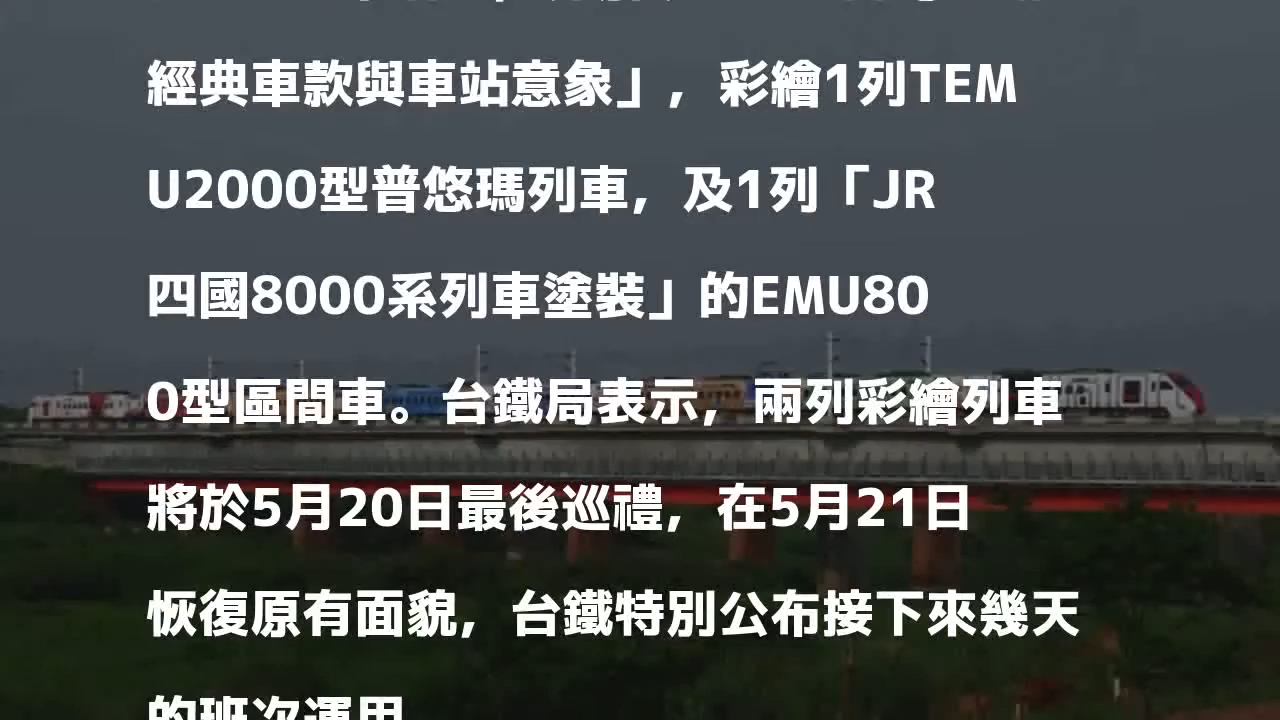 經典車款與車站意象」，彩繪1列TEM
U2000型普悠瑪列車，及1列「JR
四國8000系列車塗裝」的EMU80
0型區間車。台鐵局表示，兩列彩繪列車
將於5月20日最後巡禮，在5月21日
恢復原有面貌，台鐵特別公布接下來幾天
的班次運用